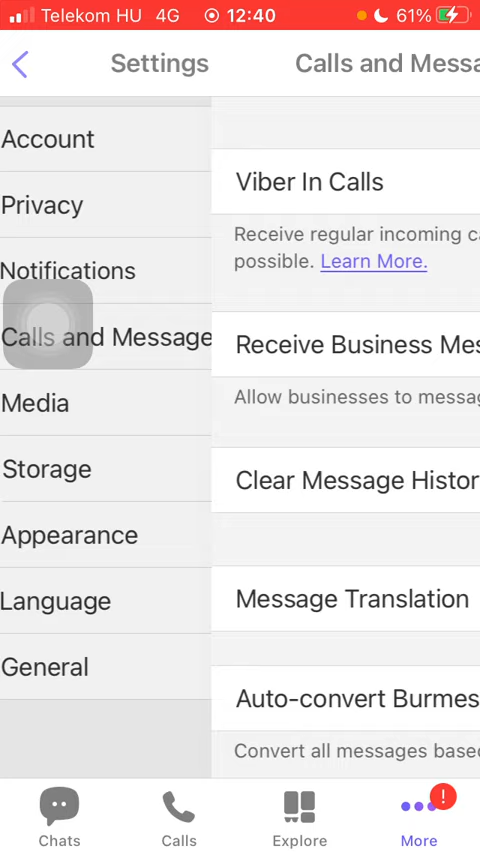 Telekom HU 4G 12:40 61%
Settings
Calls and Messa
Account
Privacy
Notifications
Calls and Message
Media
Storage
Appearance
Language
General
Viber In Calls
Receive regular incoming ca
possible. Learn More.
Receive Business Mes
Allow businesses to messag
Clear Message Histor
Message Translation
Auto-convert Burmes
Convert all messages based
Chats
Calls
Explore
!
More